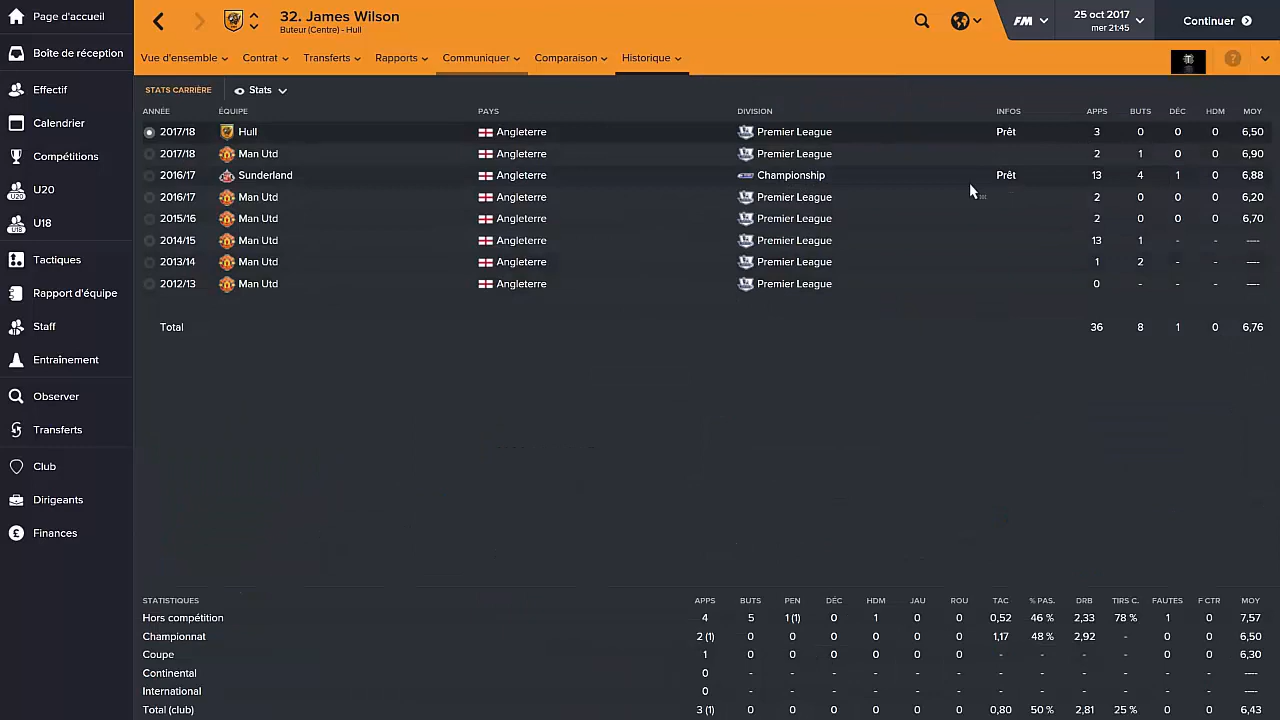 Page d'accueil
Boîte de réception
Effectif
Calendrier
Compétitions
U20
U20
U18
U18
Tactiques
Rapport d'équipe
Staff
Entraînement
Observer
Transferts
Club
Dirigeants
Finances
32. James Wilson
Buteur (Centre) - Hull
FM
25 oct 2017
mer 21:45
Continuer
Vue d'ensemble Contrat Transferts Rapports Communiquer Comparaison Historique ?
STATS CARRIÈRE Stats
ANNÉE ÉQUIPE PAYS DIVISION INFOS APPS BUTS DÉC HDM MOY
2017/18 Hull Angleterre Premier League Prêt 3 0 0 0 6,50
2017/18 Man Utd Angleterre Premier League 2 1 0 0 6,90
2016/17 Sunderland Angleterre Championship Prêt 13 4 1 0 6,88
2016/17 Man Utd Angleterre Premier League 2 0 0 0 6,20
2015/16 Man Utd Angleterre Premier League 2 0 0 0 6,70
2014/15 Man Utd Angleterre Premier League 13 1 - - ----
2013/14 Man Utd Angleterre Premier League 1 2 - - ----
2012/13 Man Utd Angleterre Premier League 0 - - - ----
Total 36 8 1 0 6,76
STATISTIQUES APPS BUTS PEN DÉC HDM JAU ROU TAC % PAS. DRB TIRS C. FAUTES F CTR MOY
Hors compétition 4 5 1 (1) 0 1 0 0 0,52 46 % 2,33 78 % 1 0 7,57
Championnat 2 (1) 0 0 0 0 0 0 1,17 48 % 2,92 - 0 0 6,50
Coupe 1 0 0 0 0 0 0 - - - - 0 0 6,30
Continental 0 - - - - - - - - - - - - ----
International 0 - - - - - - - - - - - - ----
Total (club) 3 (1) 0 0 0 0 0 0 0,80 50 % 2,81 25 % 0 0 6,43